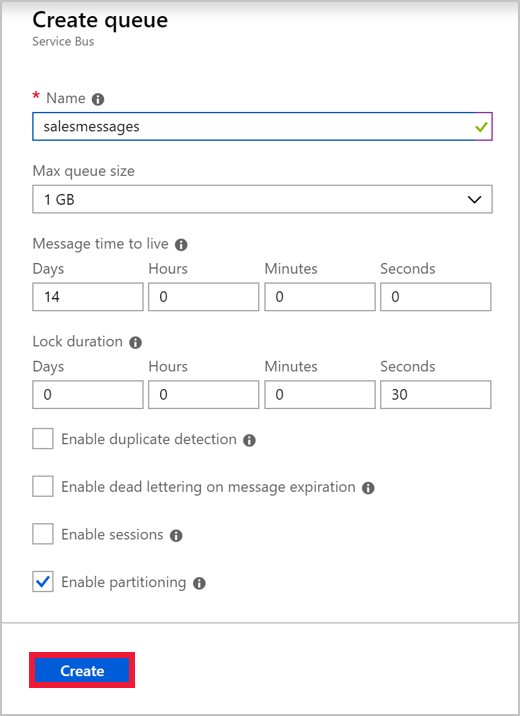 Create queue
Service Bus
* Name
salesmessages
Max queue size
1 GB
Message time to live
Days Hours Minutes Seconds
14 0 0 0
Lock duration
Days Hours Minutes Seconds
0 0 0 30
Enable duplicate detection
Enable dead lettering on message expiration
Enable sessions
Enable partitioning
Create